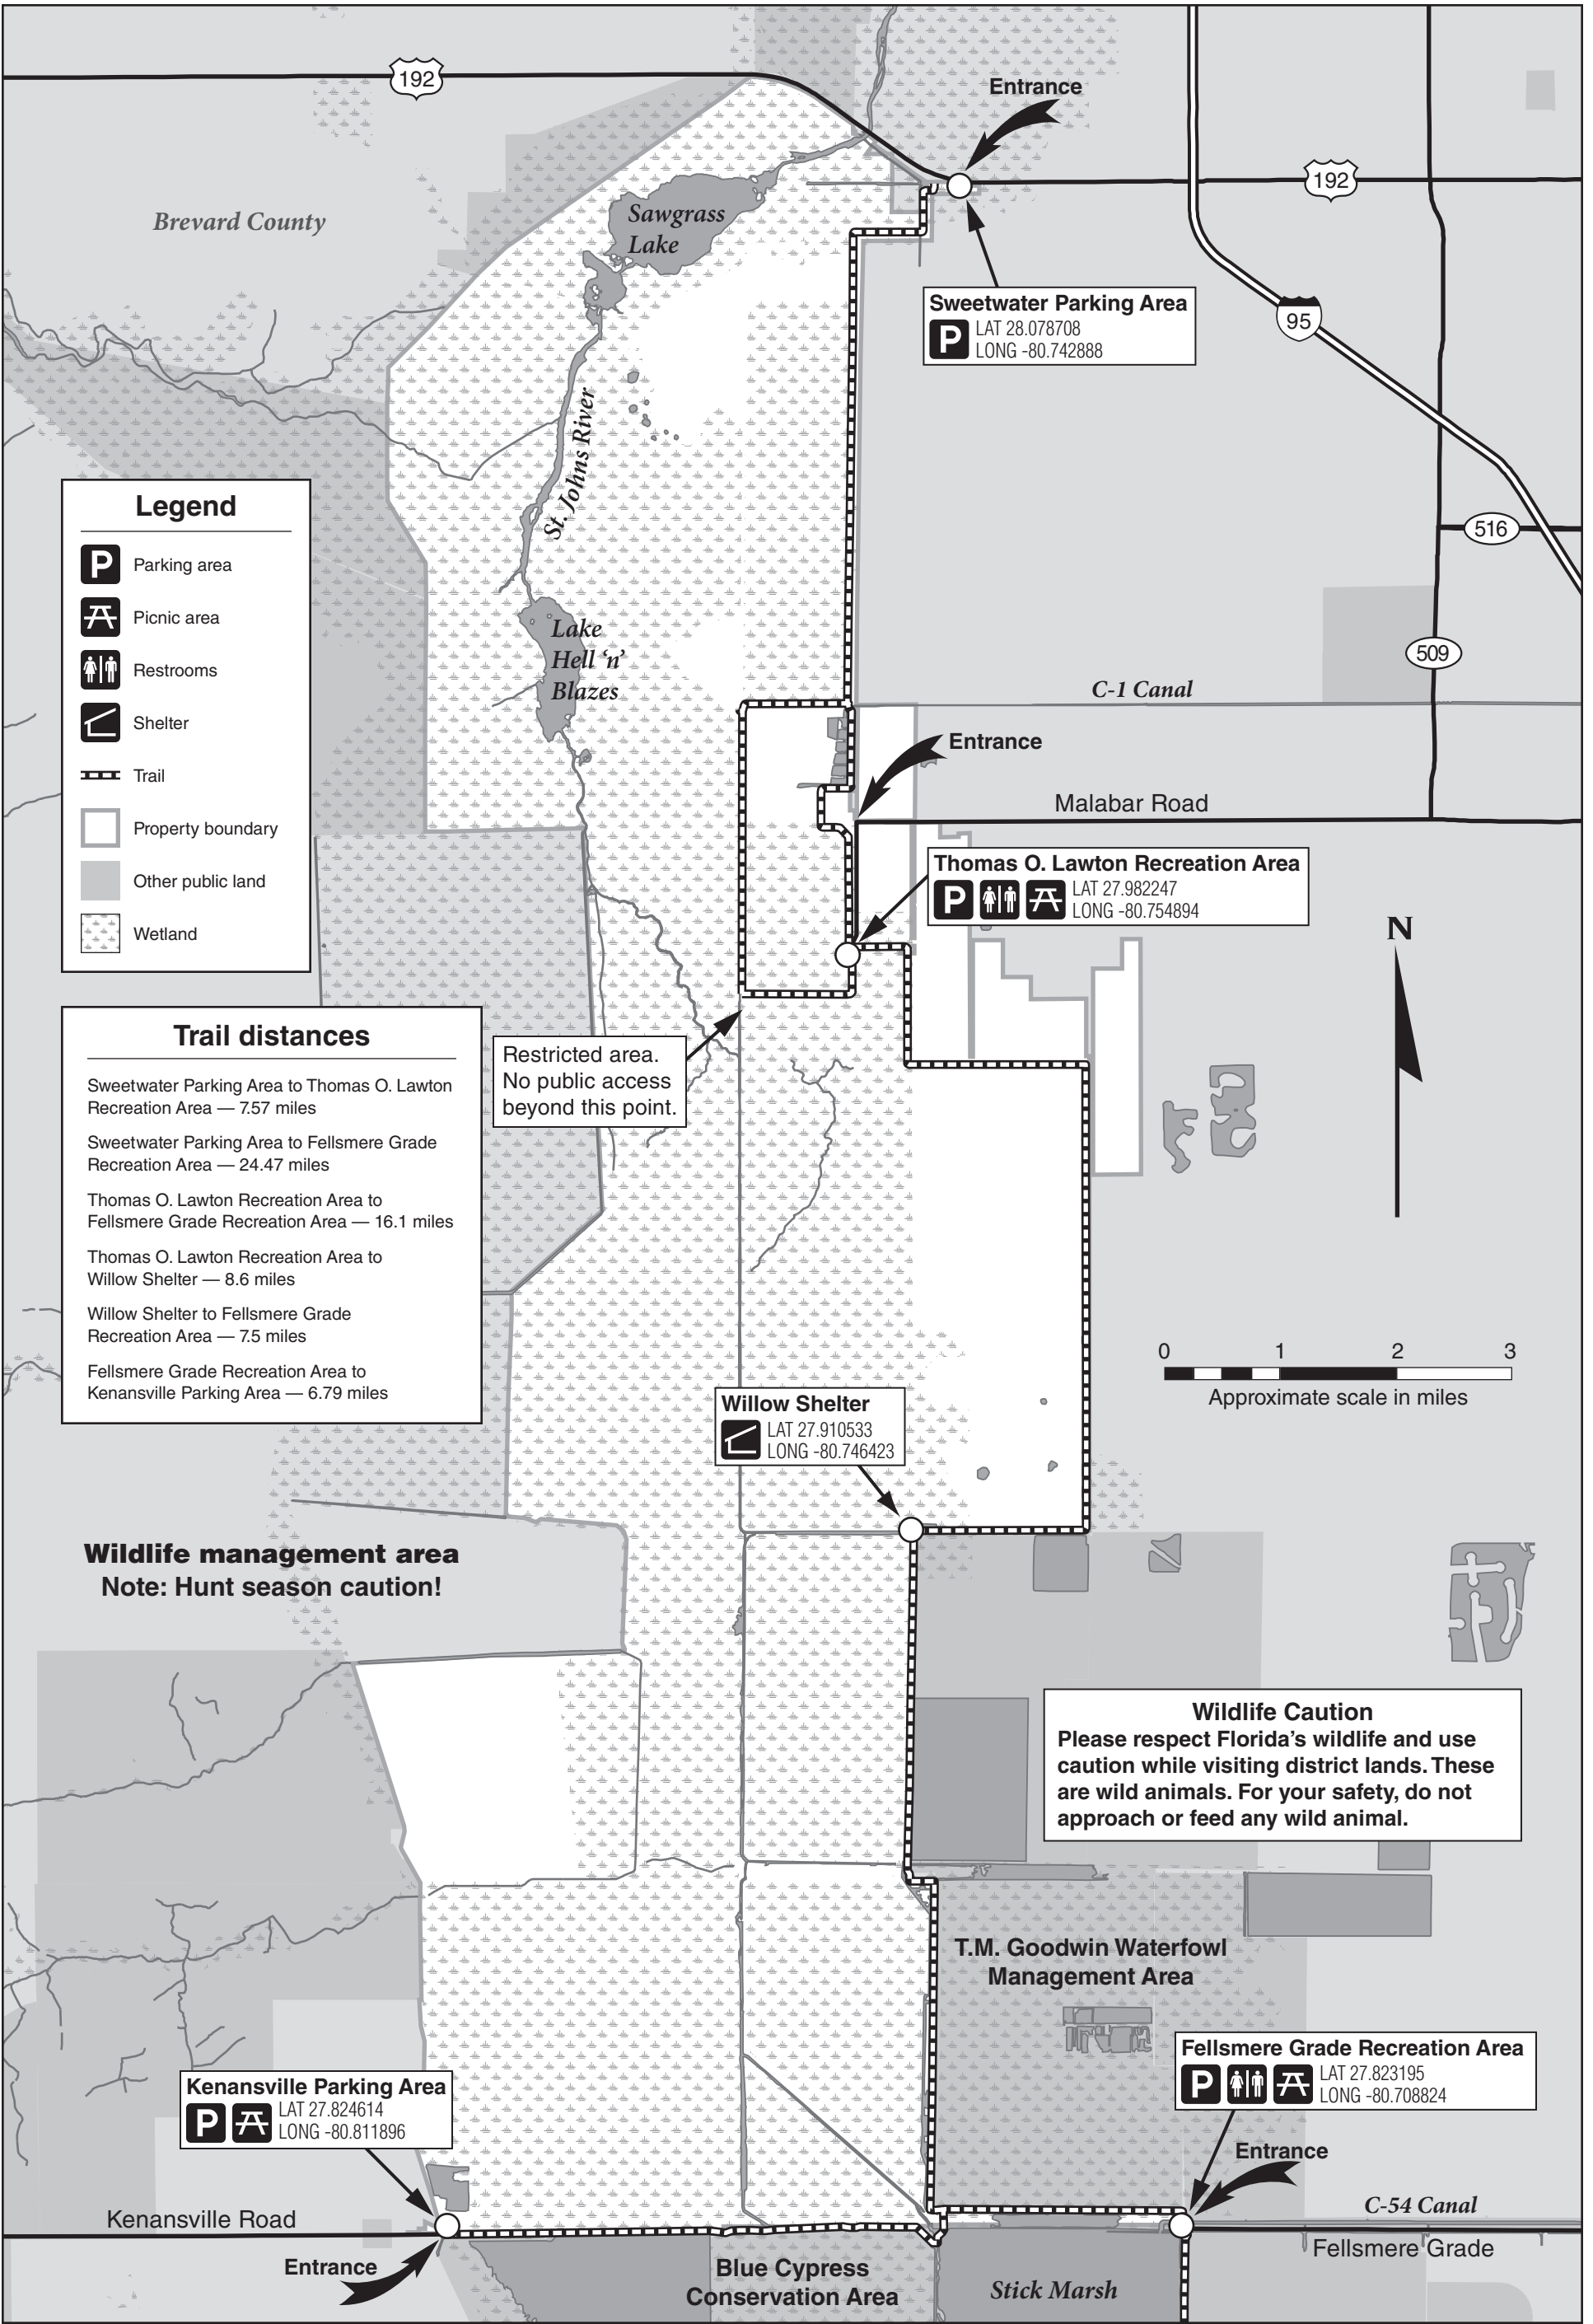 192
Entrance
192
Brevard County
Sawgrass
Lake
Sweetwater Parking Area
P
LAT 28.078708
LONG -80.742888
95
St. Johns River
516
Legend
P
Parking area
Picnic area
Restrooms
Shelter
Trail
Property boundary
Other public land
Wetland
Lake
Hell ‘n’
Blazes
509
C-1 Canal
Entrance
Malabar Road
Thomas O. Lawton Recreation Area
P
LAT 27.982247
LONG -80.754894
N
Trail distances
Sweetwater Parking Area to Thomas O. Lawton
Recreation Area — 7.57 miles
Sweetwater Parking Area to Fellsmere Grade
Recreation Area — 24.47 miles
Thomas O. Lawton Recreation Area to
Fellsmere Grade Recreation Area — 16.1 miles
Thomas O. Lawton Recreation Area to
Willow Shelter — 8.6 miles
Willow Shelter to Fellsmere Grade
Recreation Area — 7.5 miles
Fellsmere Grade Recreation Area to
Kenansville Parking Area — 6.79 miles
Restricted area.
No public access
beyond this point.
0 1 2 3
Approximate scale in miles
Willow Shelter
LAT 27.910533
LONG -80.746423
Wildlife management area
Note: Hunt season caution!
Wildlife Caution
Please respect Florida’s wildlife and use
caution while visiting district lands. These
are wild animals. For your safety, do not
approach or feed any wild animal.
T.M. Goodwin Waterfowl
Management Area
Fellsmere Grade Recreation Area
P
LAT 27.823195
LONG -80.708824
Kenansville Parking Area
P
LAT 27.824614
LONG -80.811896
Entrance
C-54 Canal
Kenansville Road
Fellsmere Grade
Entrance
Blue Cypress
Conservation Area
Stick Marsh